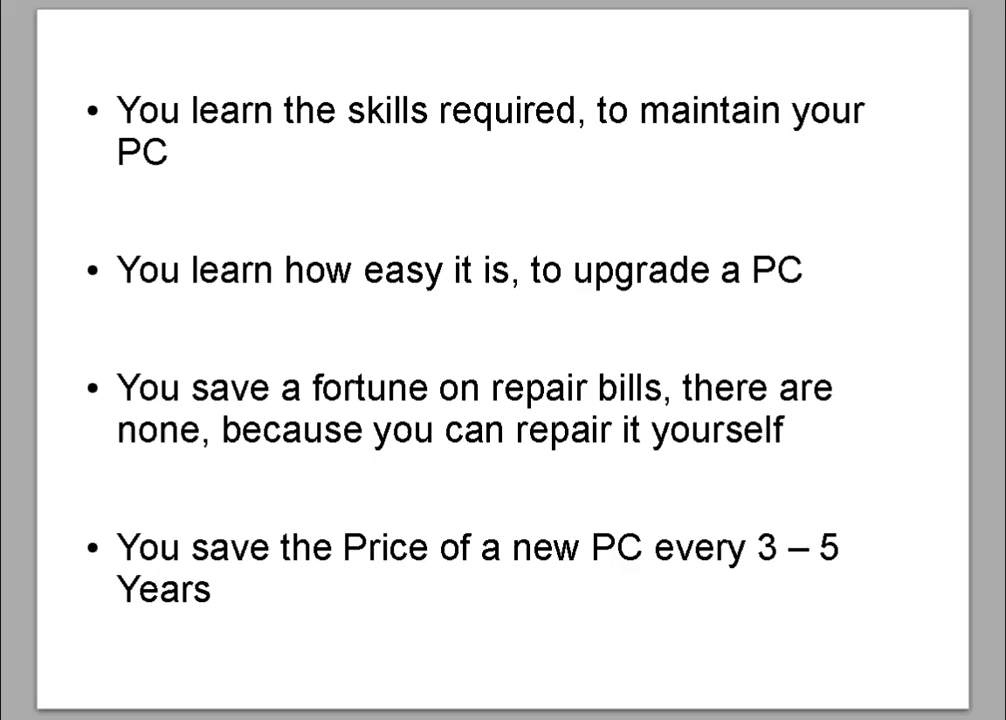 • You learn the skills required, to maintain your
PC
• You learn how easy it is, to upgrade a PC
• You save a fortune on repair bills, there are
none, because you can repair it yourself
• You save the Price of a new PC every 3 – 5
Years